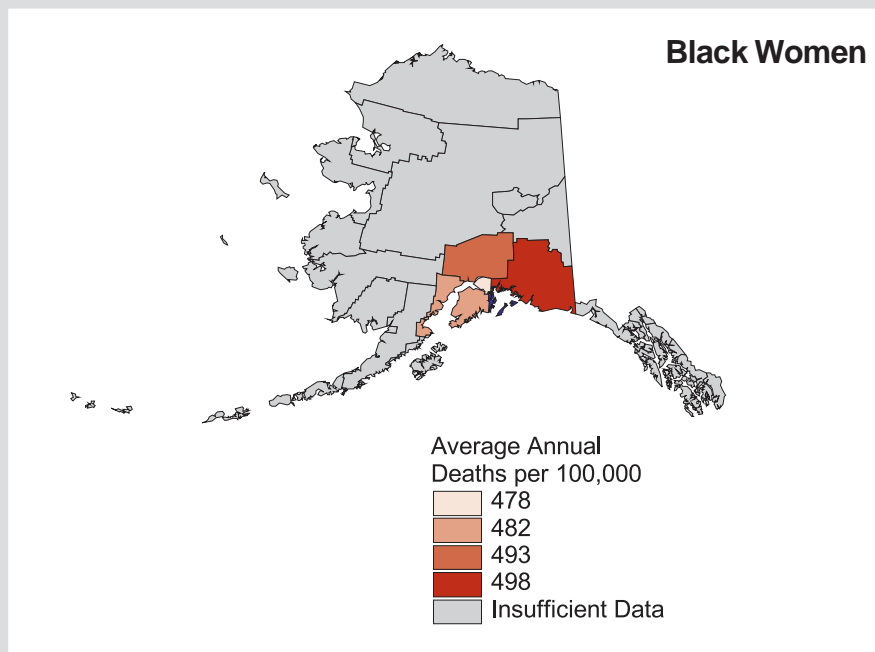 Black Women
Average Annual
Deaths per 100,000
478
482
493
498
Insufficient Data